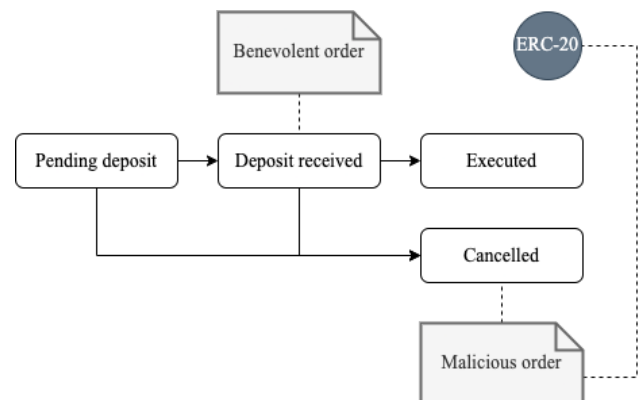 Benevolent order
ERC-20
Pending deposit
Deposit received
Executed
Cancelled
Malicious order